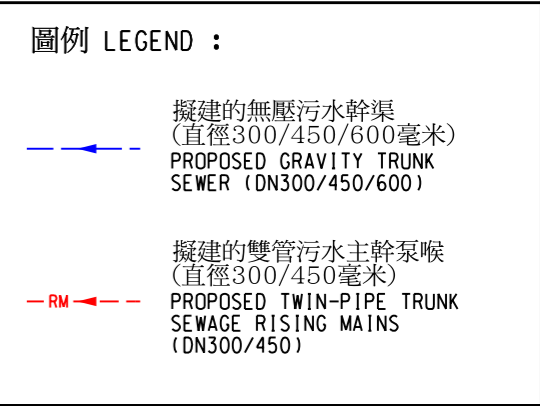 圖例 LEGEND :
擬建的無壓污水幹渠
(直徑300/450/600毫米)
PROPOSED GRAVITY TRUNK
SEWER (DN300/450/600)
擬建的雙管污水主幹泵喉
(直徑300/450毫米)
RM
PROPOSED TWIN-PIPE TRUNK
SEWAGE RISING MAINS
(DN300/450)